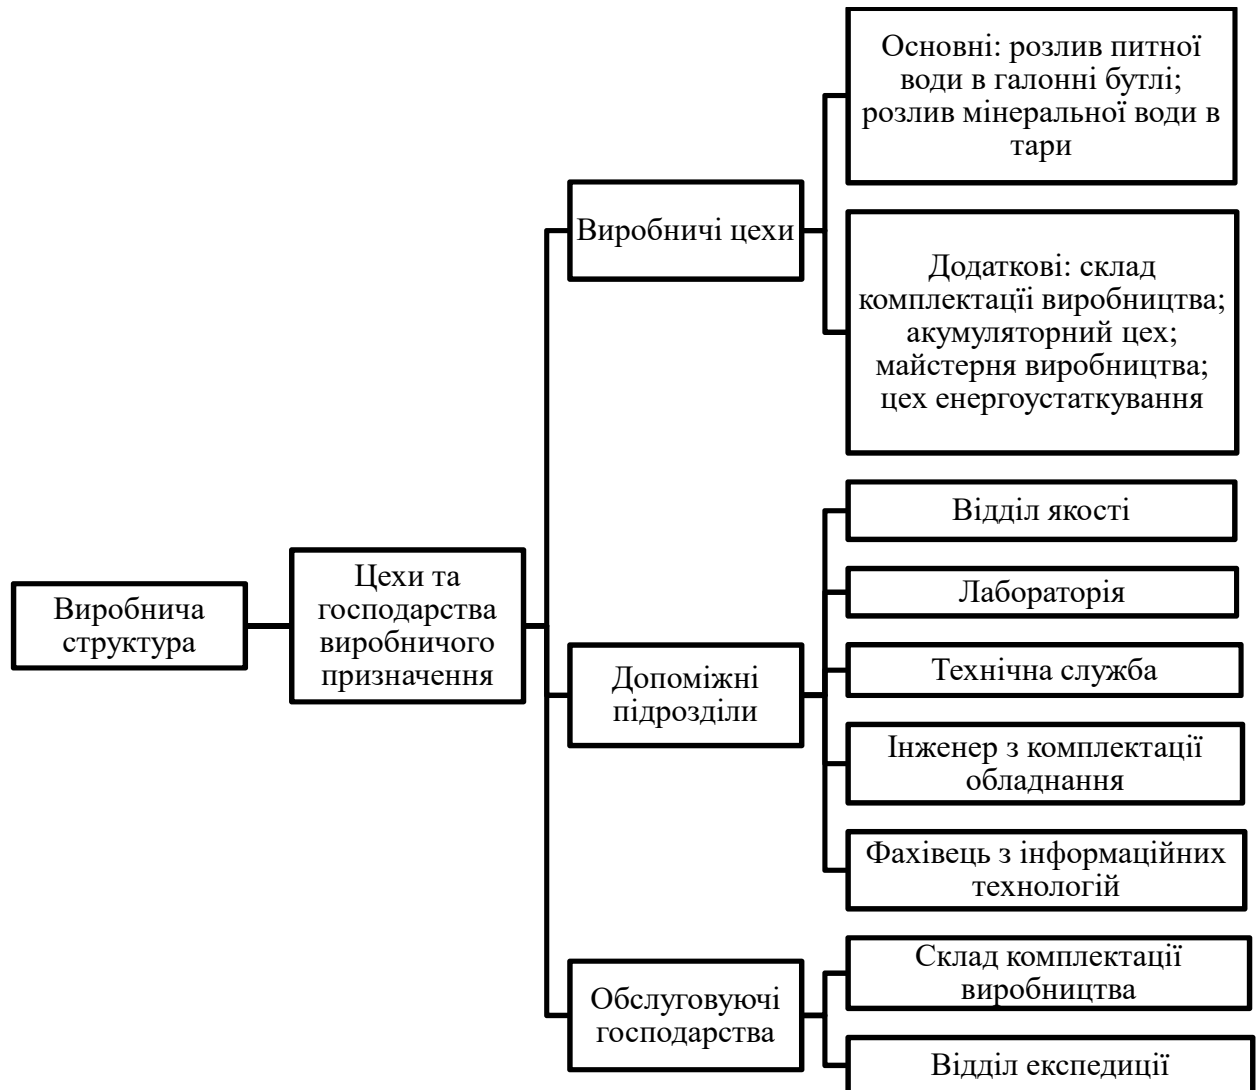 Виробнича
структура
Цехи та
господарства
виробничого
призначення
Виробничі цехи
Основні: розлив питної
води в галонні бутлі;
розлив мінеральної води в
тари
Додаткові: склад
комплектації виробництва;
акумуляторний цех;
майстерня виробництва;
цех енергоустаткування
Допоміжні
підрозділи
Відділ якості
Лабораторія
Технічна служба
Інженер з комплектації
обладнання
Фахівець з інформаційних
технологій
Обслуговуючі
господарства
Склад комплектації
виробництва
Відділ експедиції